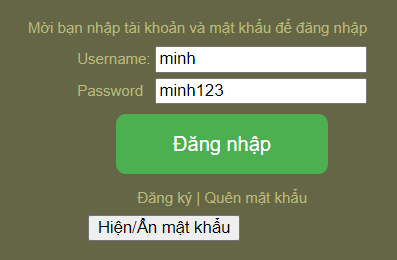 Mời bạn nhập tài khoản và mật khẩu để đăng nhập
Username: minh
Password minh123
Đăng nhập
Đăng ký | Quên mật khẩu
Hiện/Ẩn mật khẩu